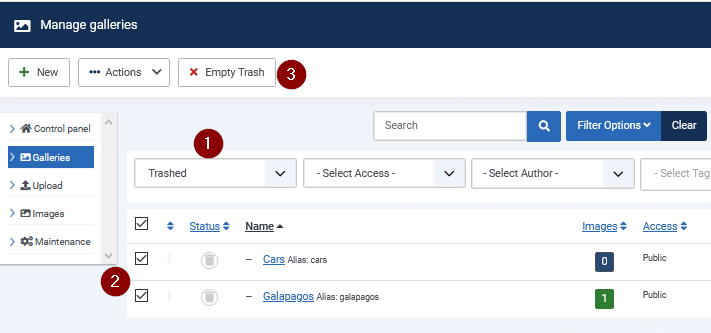 Manage galleries
New
Actions
Empty Trash
3
Control panel
Galleries
Upload
Images
Maintenance
Search
Filter Options
Clear
1
Trashed
- Select Access -
- Select Author -
- Select Tag
Status
Name
Images
Access
Cars Alias: cars
0
Public
2
Galapagos Alias: galapagos
1
Public